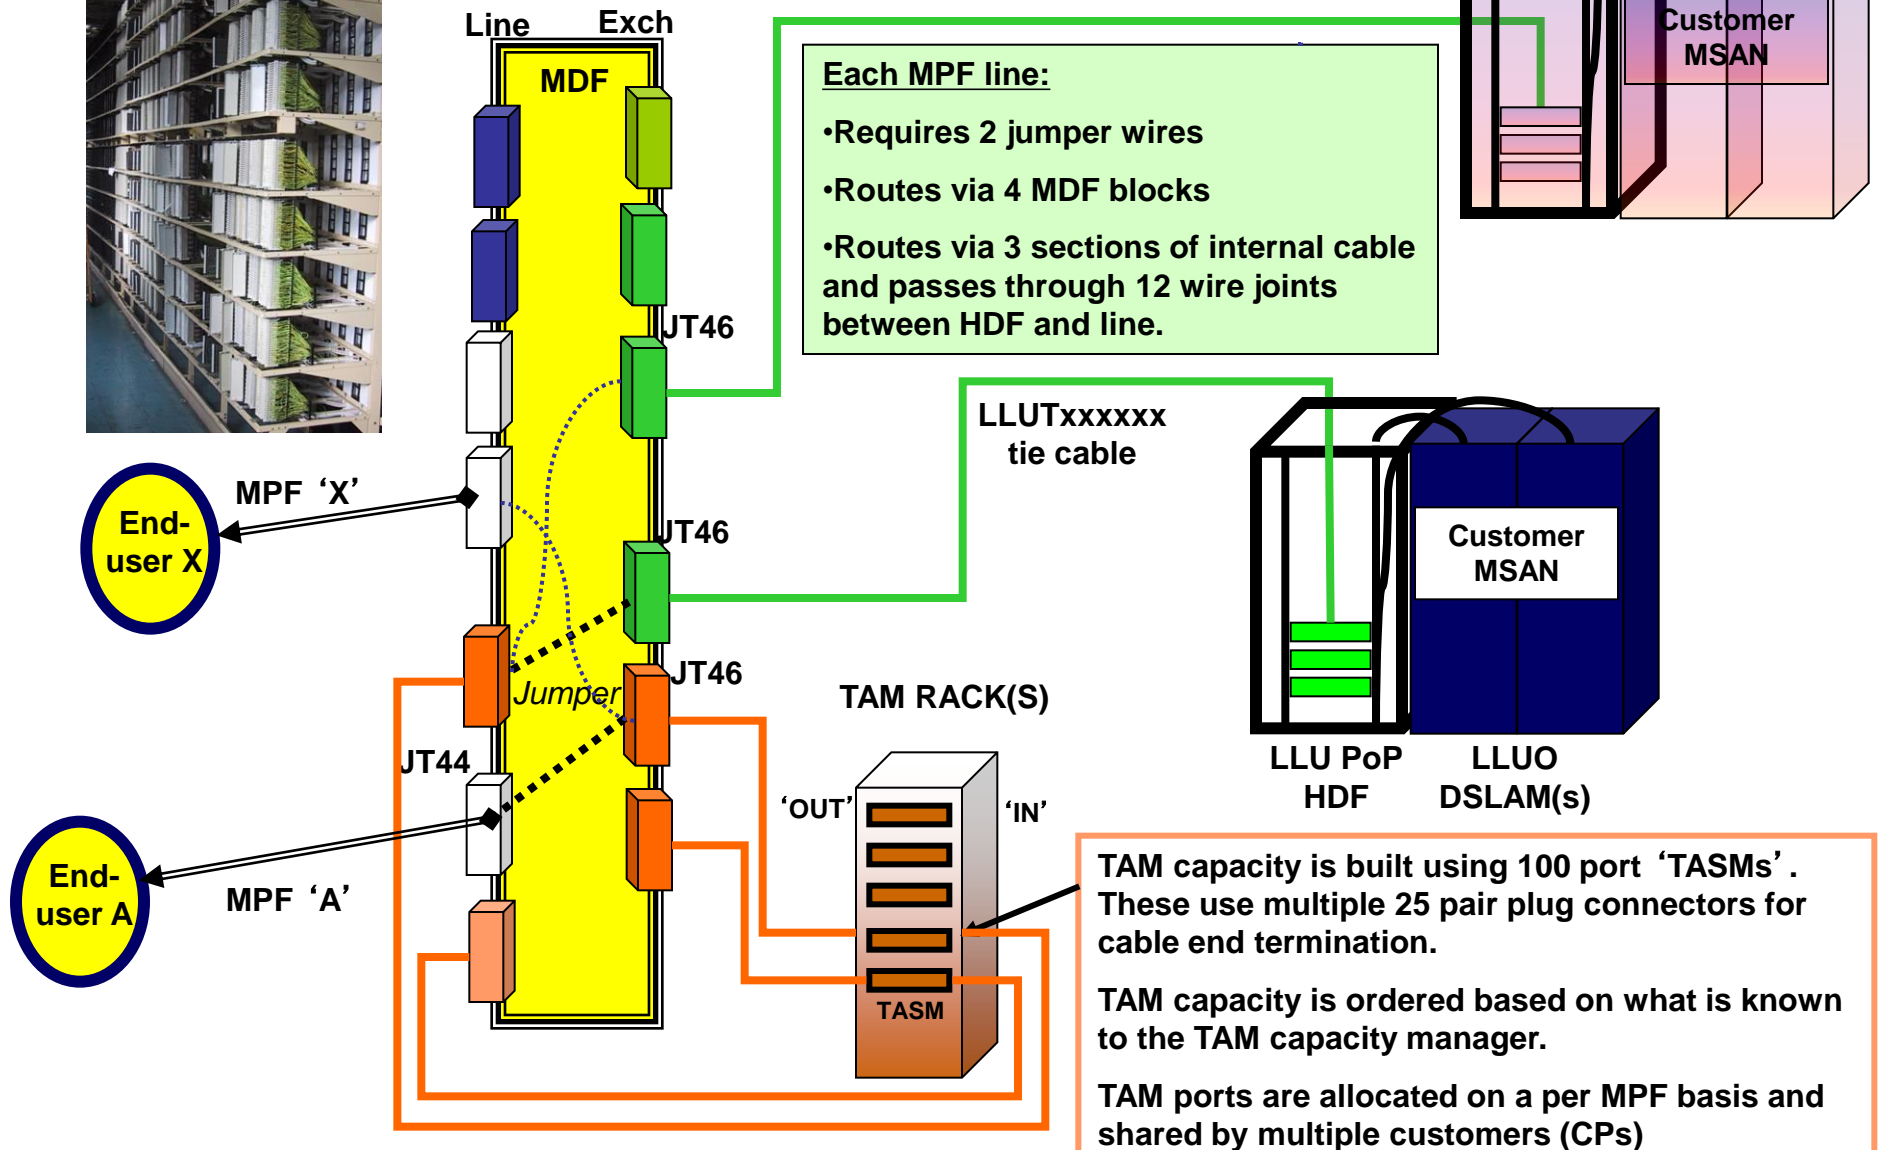 Line
Exch
MDF
Customer
MSAN
Each MPF line:
•Requires 2 jumper wires
•Routes via 4 MDF blocks
•Routes via 3 sections of internal cable
and passes through 12 wire joints
between HDF and line.
JT46
LLUTxxxxxx
tie cable
MPF ‘X’
End-
user X
JT46
Customer
MSAN
JT46
Jumper
TAM RACK(S)
JT44
LLU PoP
HDF
LLUO
DSLAM(s)
‘OUT’
‘IN’
TASM
End-
user A
MPF ‘A’
TAM capacity is built using 100 port ‘TASMs’.
These use multiple 25 pair plug connectors for
cable end termination.
TAM capacity is ordered based on what is known
to the TAM capacity manager.
TAM ports are allocated on a per MPF basis and
shared by multiple customers (CPs)